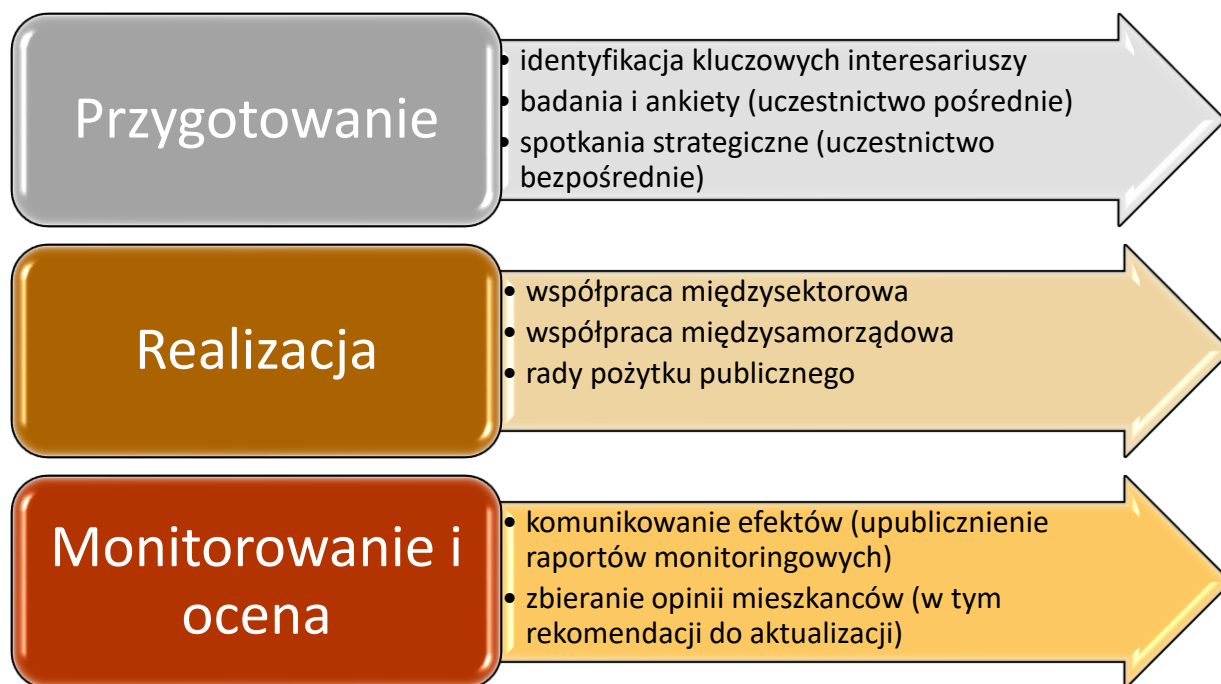 Przygotowanie
• identyfikacja kluczowych interesariuszy
• badania i ankiety (uczestnictwo pośrednie)
• spotkania strategiczne (uczestnictwo
bezpośrednie)
Realizacja
• współpraca międzysektorowa
• współpraca międzysamorządowa
• rady pożytku publicznego
Monitorowanie i
ocena
• komunikowanie efektów (upublicznienie
raportów monitoringowych)
• zbieranie opinii mieszkanców (w tym
rekomendacji do aktualizacji)